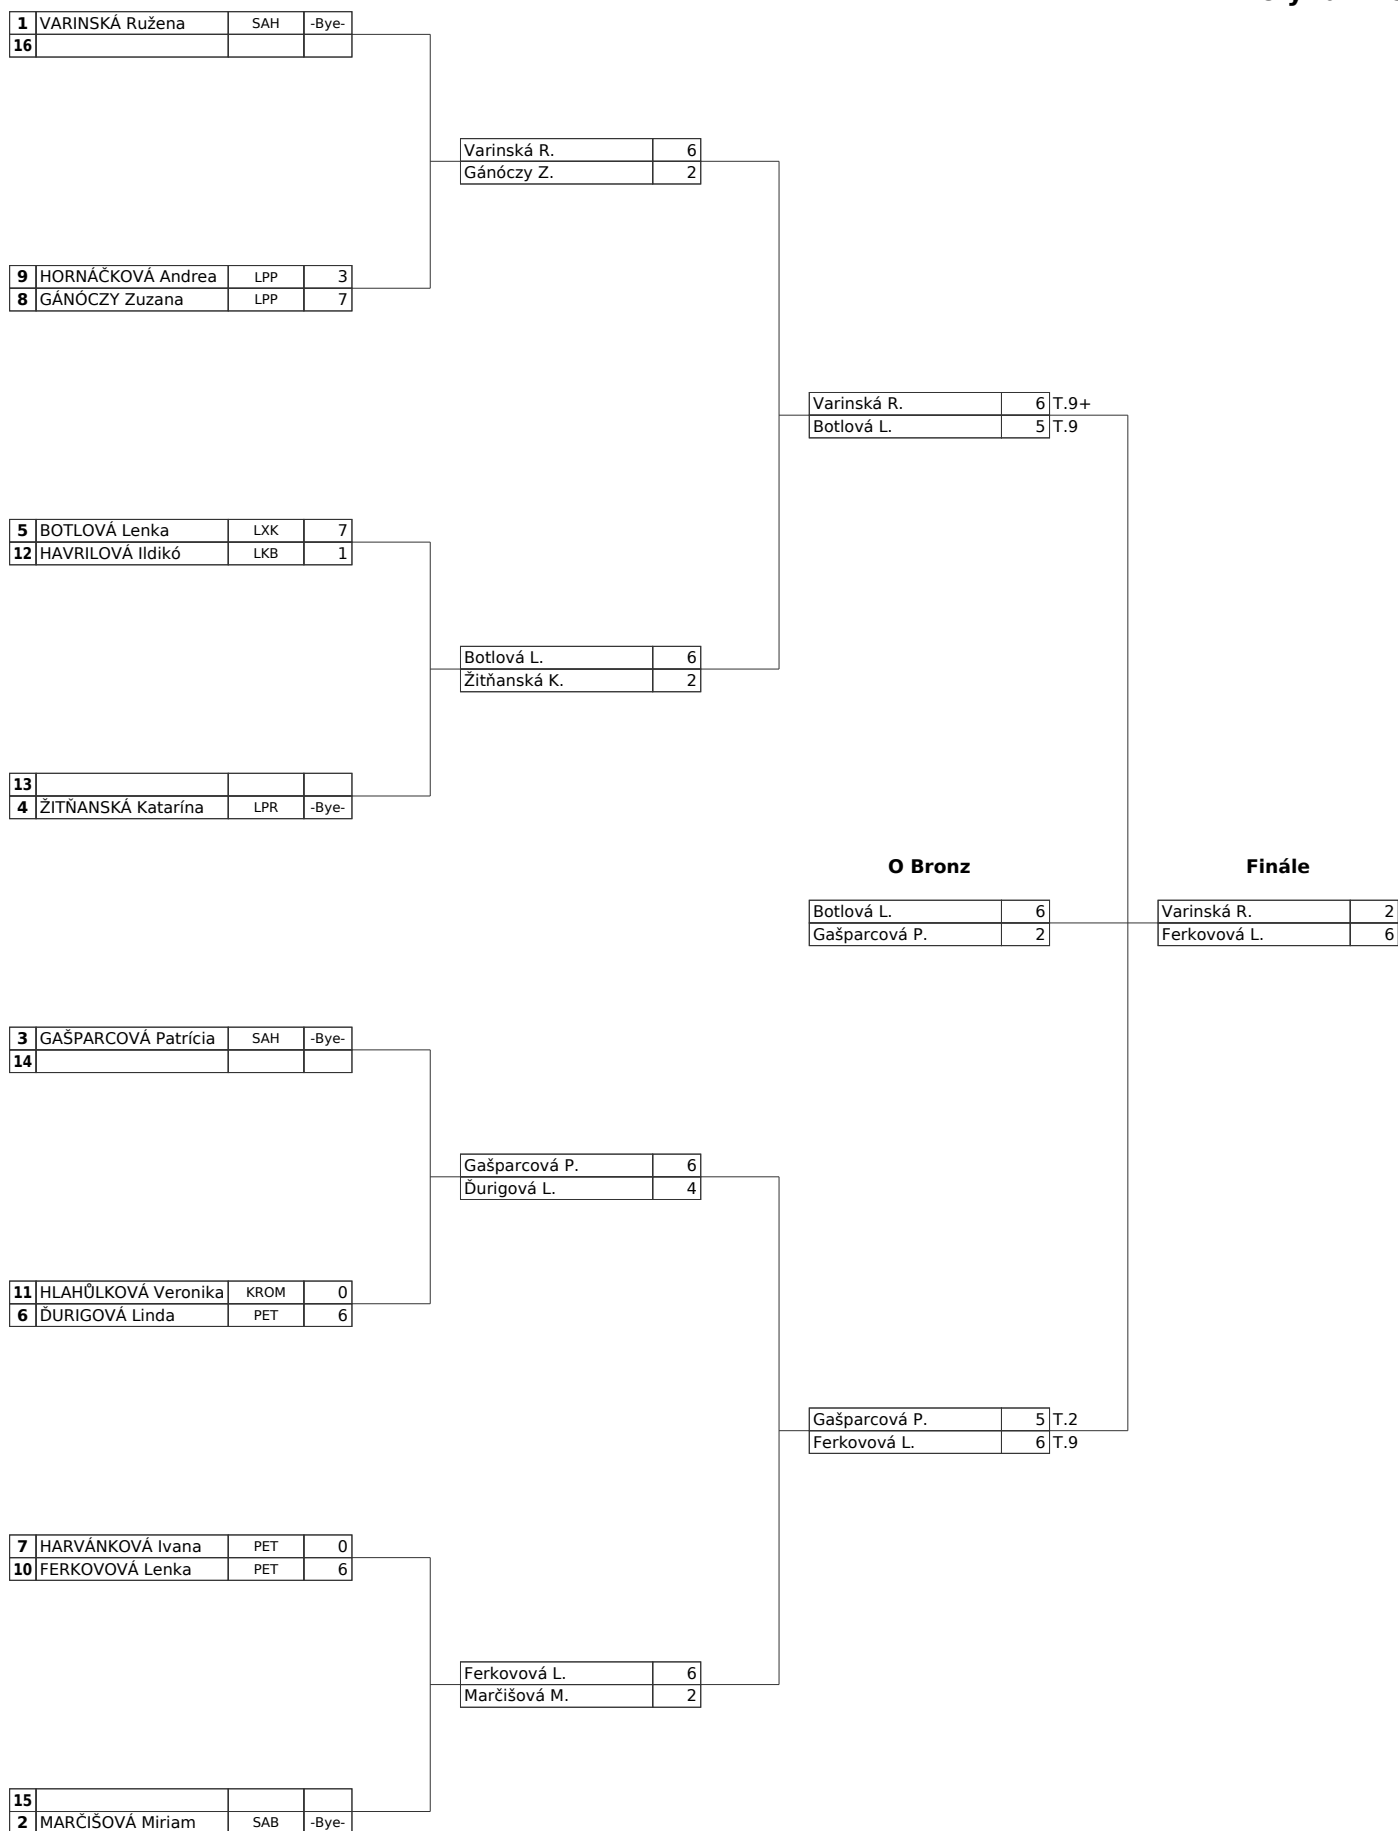 1 VARINSKÁ Ružena SAH -Bye-
16
Varinská R. 6
Gánóczy Z. 2
9 HORNÁČKOVÁ Andrea LPP 3
8 GÁNÓCZY Zuzana LPP 7
Varinská R. 6 T.9+
Botlová L. 5 T.9
5 BOTLOVÁ Lenka LXK 7
12 HAVRILOVÁ Ildikó LKB 1
Botlová L. 6
Žitňanská K. 2
13
4 ŽITŇANSKÁ Katarína LPR -Bye-
O Bronz Finále
Botlová L. 6 Varinská R. 2
Gašparcová P. 2 Ferkovová L. 6
3 GAŠPARCOVÁ Patrícia SAH -Bye-
14
Gašparcová P. 6
Ďurigová L. 4
11 HLAHŮLKOVÁ Veronika KROM 0
6 ĎURIGOVÁ Linda PET 6
Gašparcová P. 5 T.2
Ferkovová L. 6 T.9
7 HARVÁNKOVÁ Ivana PET 0
10 FERKOVOVÁ Lenka PET 6
Ferkovová L. 6
Marčišová M. 2
15
2 MARČIŠOVÁ Miriam SAB -Bye-